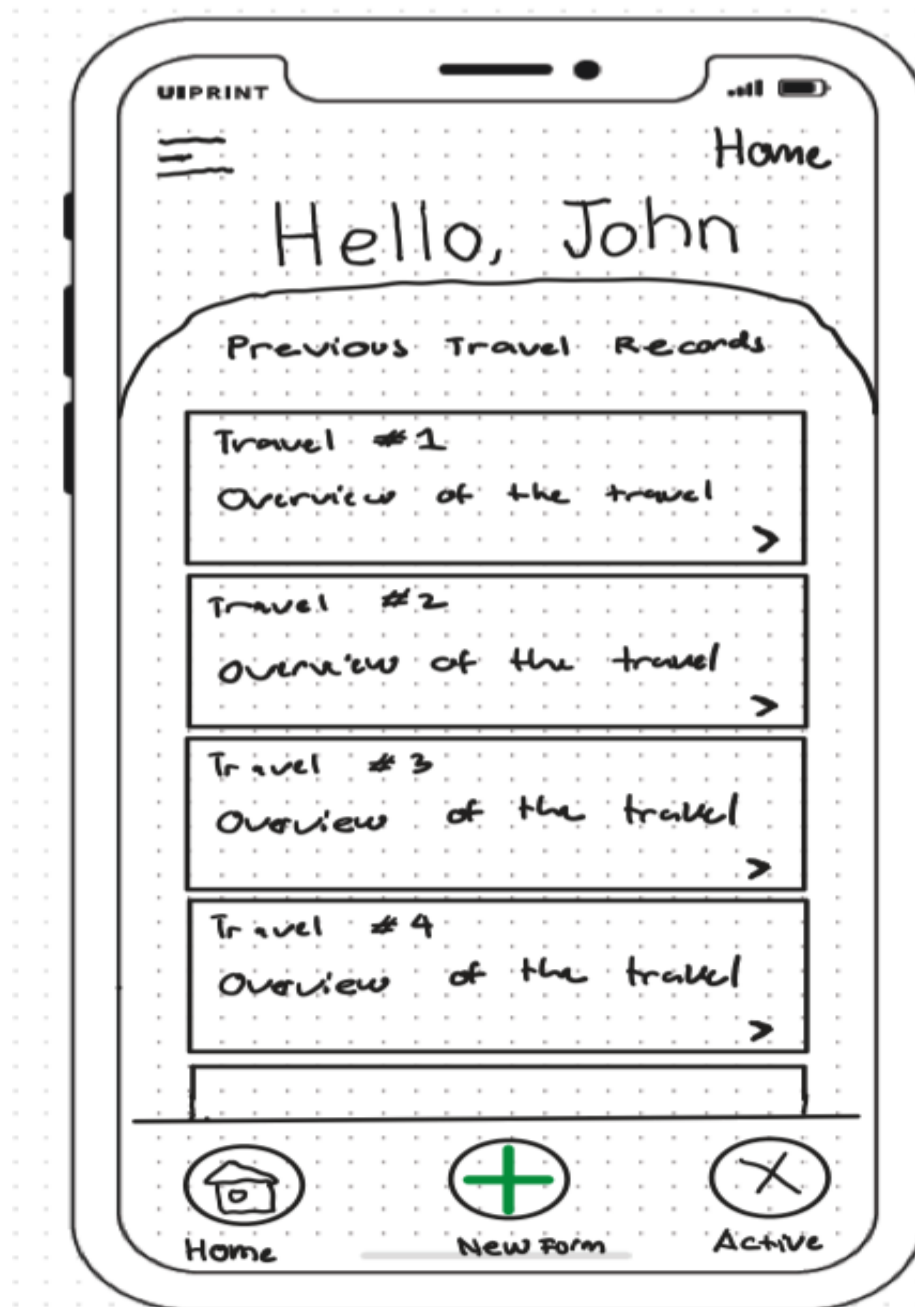 UIPRINT
Home
Hello, John
Previous Travel Records
Travel #1
Overview of the travel
>
Travel #2
Overview of the travel
>
Travel #3
Overview of the travel
>
Travel #4
Overview of the travel
>
Home New Form Active